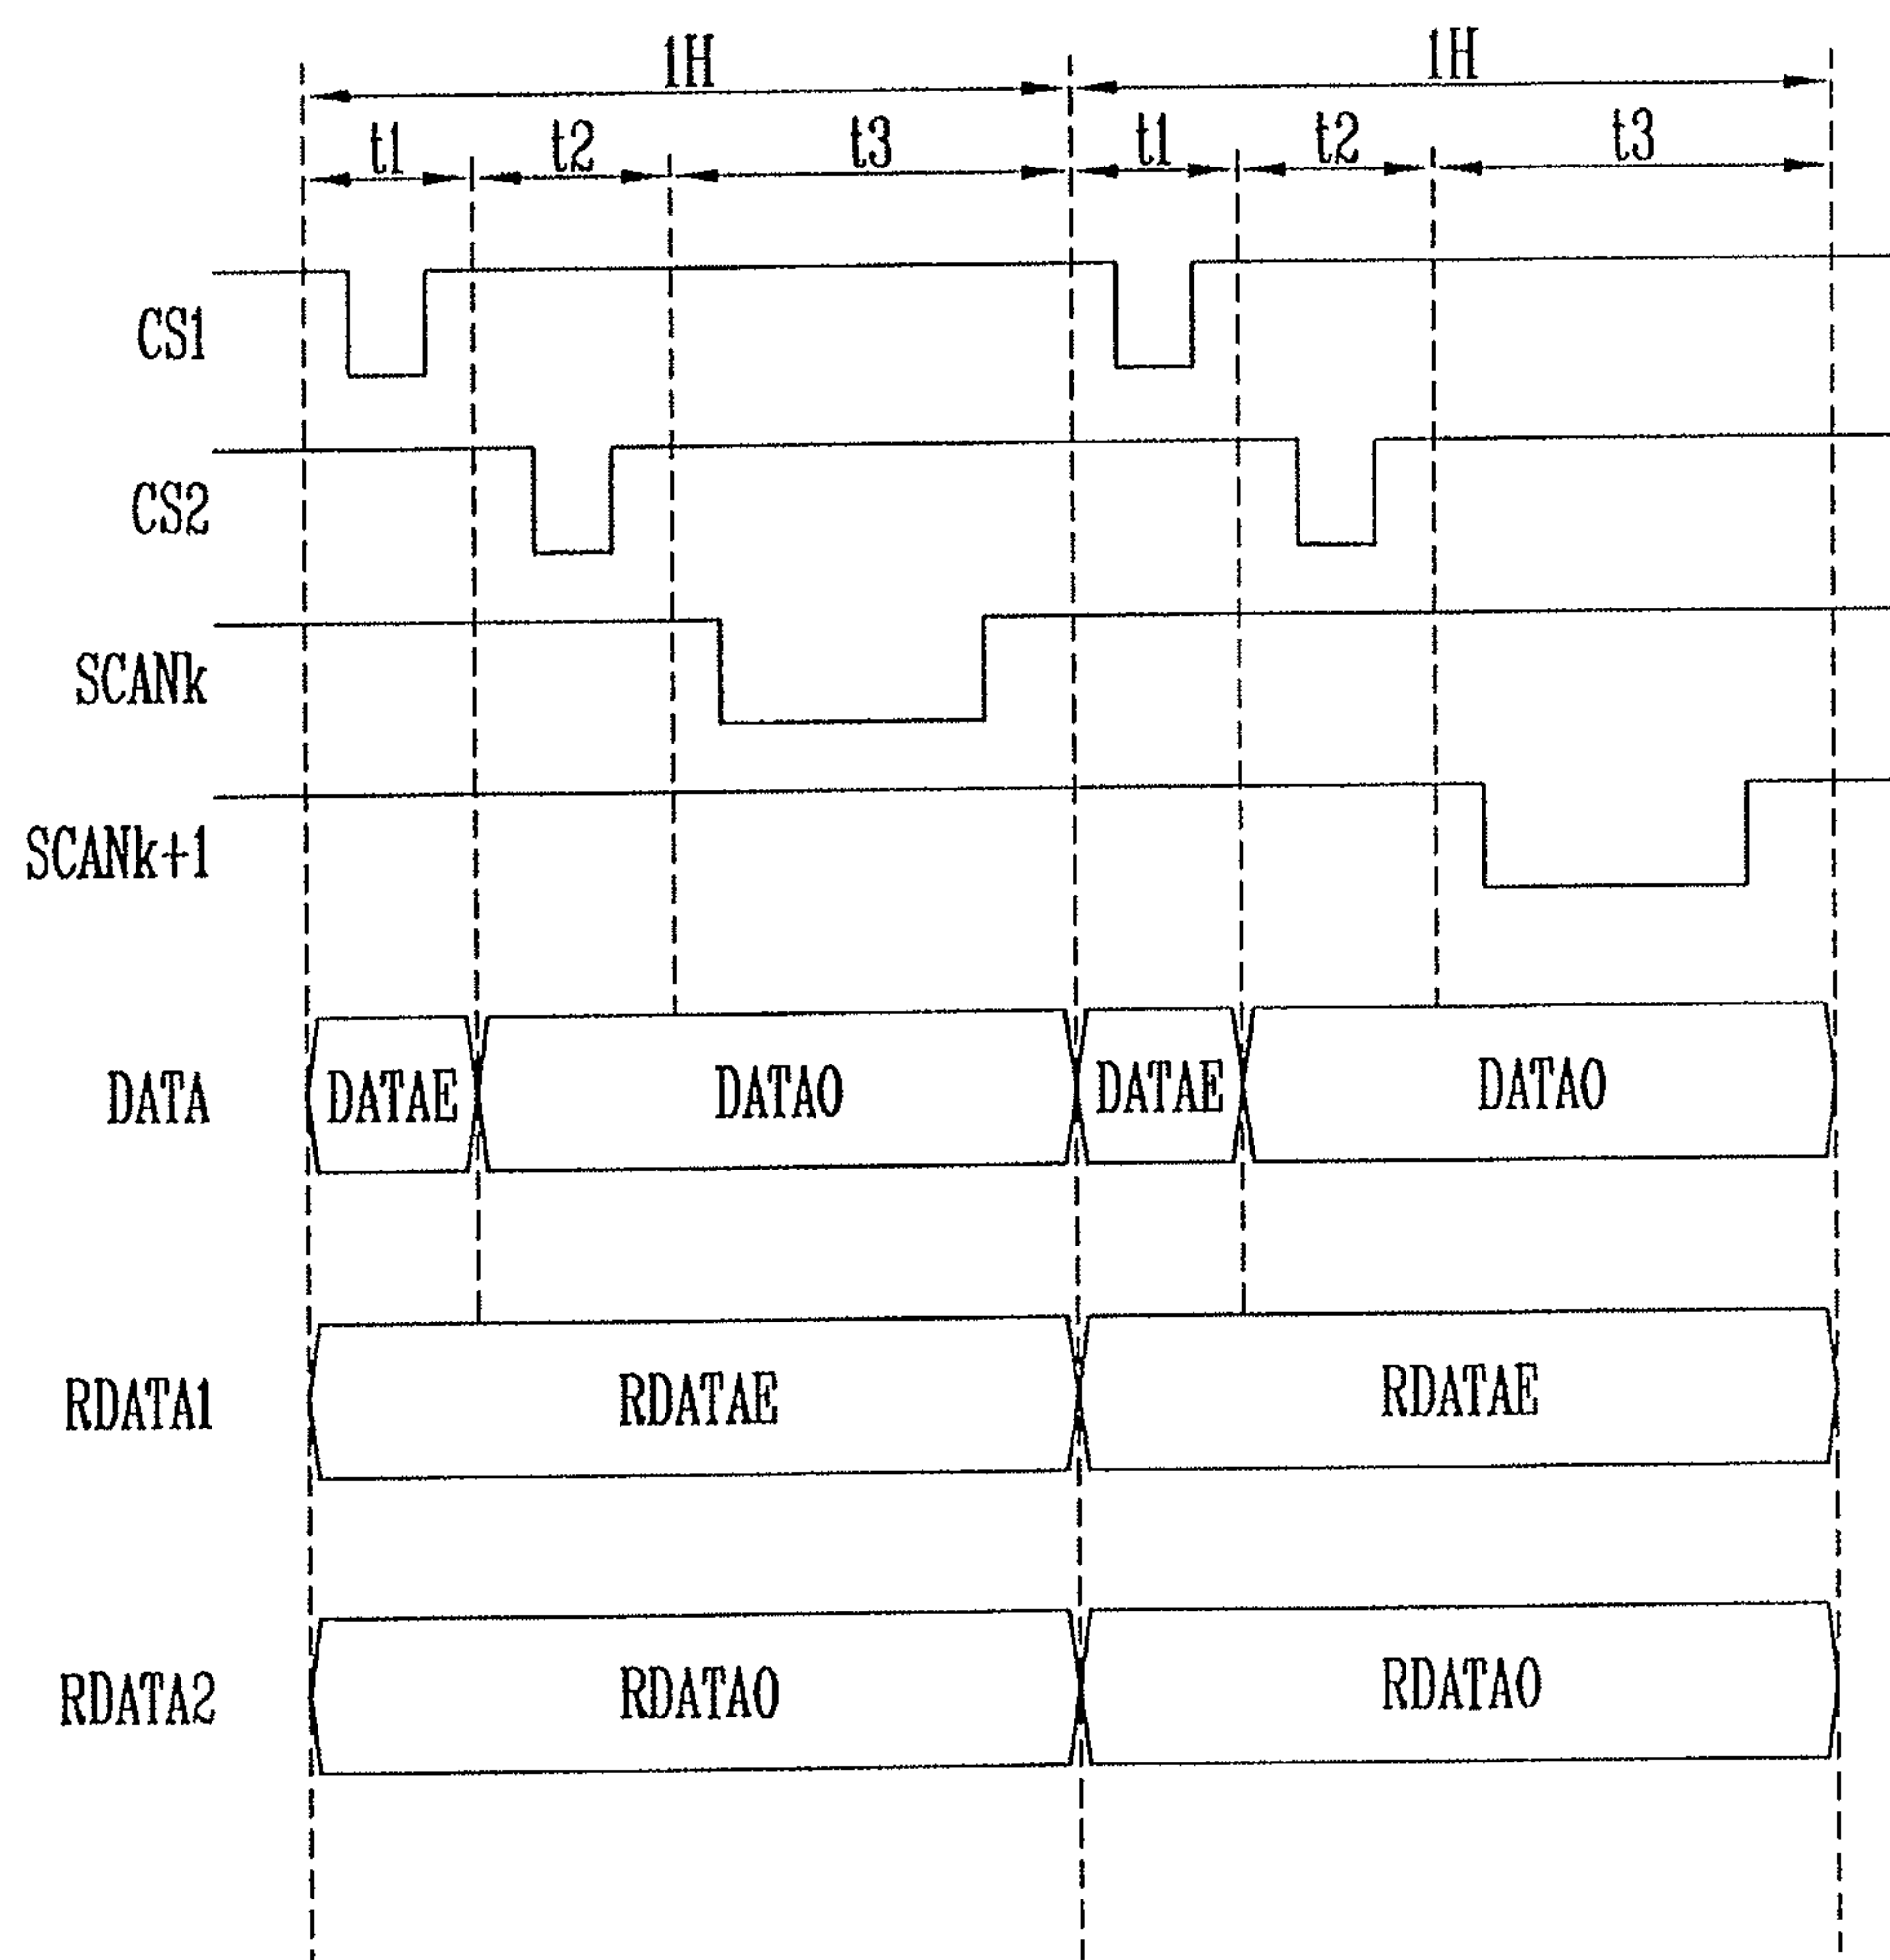 1H 1H
t1 t2 t3 t1 t2 t3
CS1
CS2
SCANk
SCANk+1
DATA DATAE DATAO DATAE DATAO
RDATA1 RDATAE RDATAE
RDATA2 RDATAO RDATAO